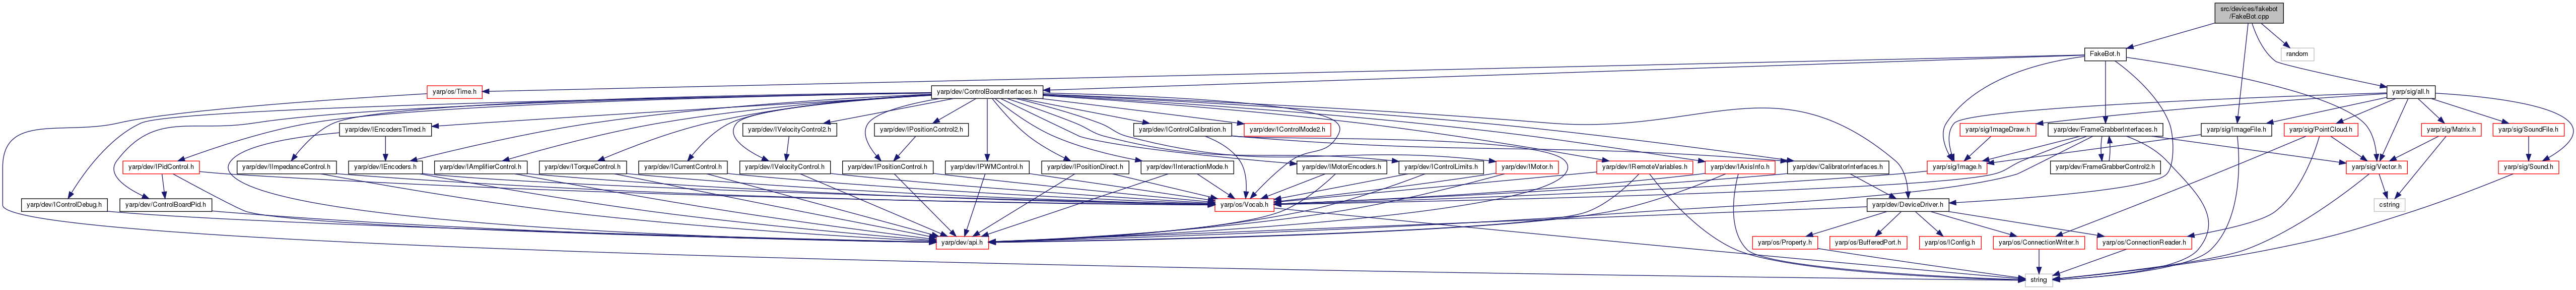 src/devices/fakebot
/FakeBot.cpp
FakeBot.h
random
yarp/os/Time.h
yarp/dev/ControlBoardInterfaces.h
yarp/sig/all.h
yarp/dev/IEncodersTimed.h
yarp/dev/IVelocityControl2.h
yarp/dev/IPositionControl2.h
yarp/dev/IControlCalibration.h
yarp/dev/IControlMode2.h
yarp/sig/ImageDraw.h
yarp/dev/FrameGrabberInterfaces.h
yarp/sig/ImageFile.h
yarp/sig/PointCloud.h
yarp/sig/Matrix.h
yarp/sig/SoundFile.h
yarp/dev/IPidControl.h
yarp/dev/IImpedanceControl.h
yarp/dev/IEncoders.h
yarp/dev/IAmplifierControl.h
yarp/dev/ITorqueControl.h
yarp/dev/ICurrentControl.h
yarp/dev/IVelocityControl.h
yarp/dev/IPositionControl.h
yarp/dev/IPWMControl.h
yarp/dev/IPositionDirect.h
yarp/dev/IInteractionMode.h
yarp/dev/IMotorEncoders.h
yarp/dev/IControlLimits.h
yarp/dev/IMotor.h
yarp/dev/IRemoteVariables.h
yarp/dev/IAxisInfo.h
yarp/dev/CalibratorInterfaces.h
yarp/sig/Image.h
yarp/dev/FrameGrabberControl2.h
yarp/sig/Vector.h
yarp/sig/Sound.h
yarp/dev/IControlDebug.h
yarp/dev/ControlBoardPid.h
yarp/os/Vocab.h
yarp/dev/DeviceDriver.h
cstring
yarp/dev/api.h
yarp/os/Property.h
yarp/os/BufferedPort.h
yarp/os/IConfig.h
yarp/os/ConnectionWriter.h
yarp/os/ConnectionReader.h
string